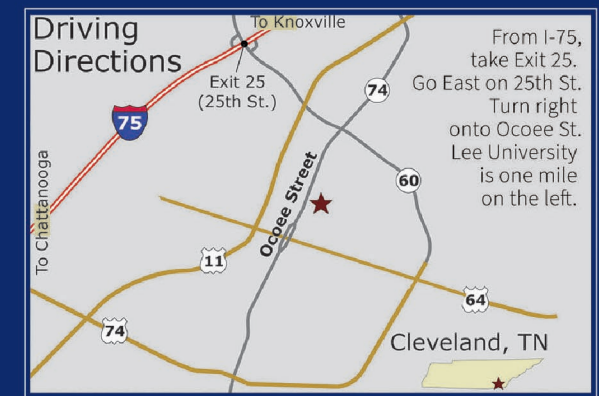 Driving
Directions
To Knoxville
From I-75,
take Exit 25.
Go East on 25th St.
Turn right
onto Ocoee St.
Lee University
is one mile
on the left.
Exit 25
(25th St.)
74
75
To Chattanooga
Ocoee Street
60
11
64
74
Cleveland, TN